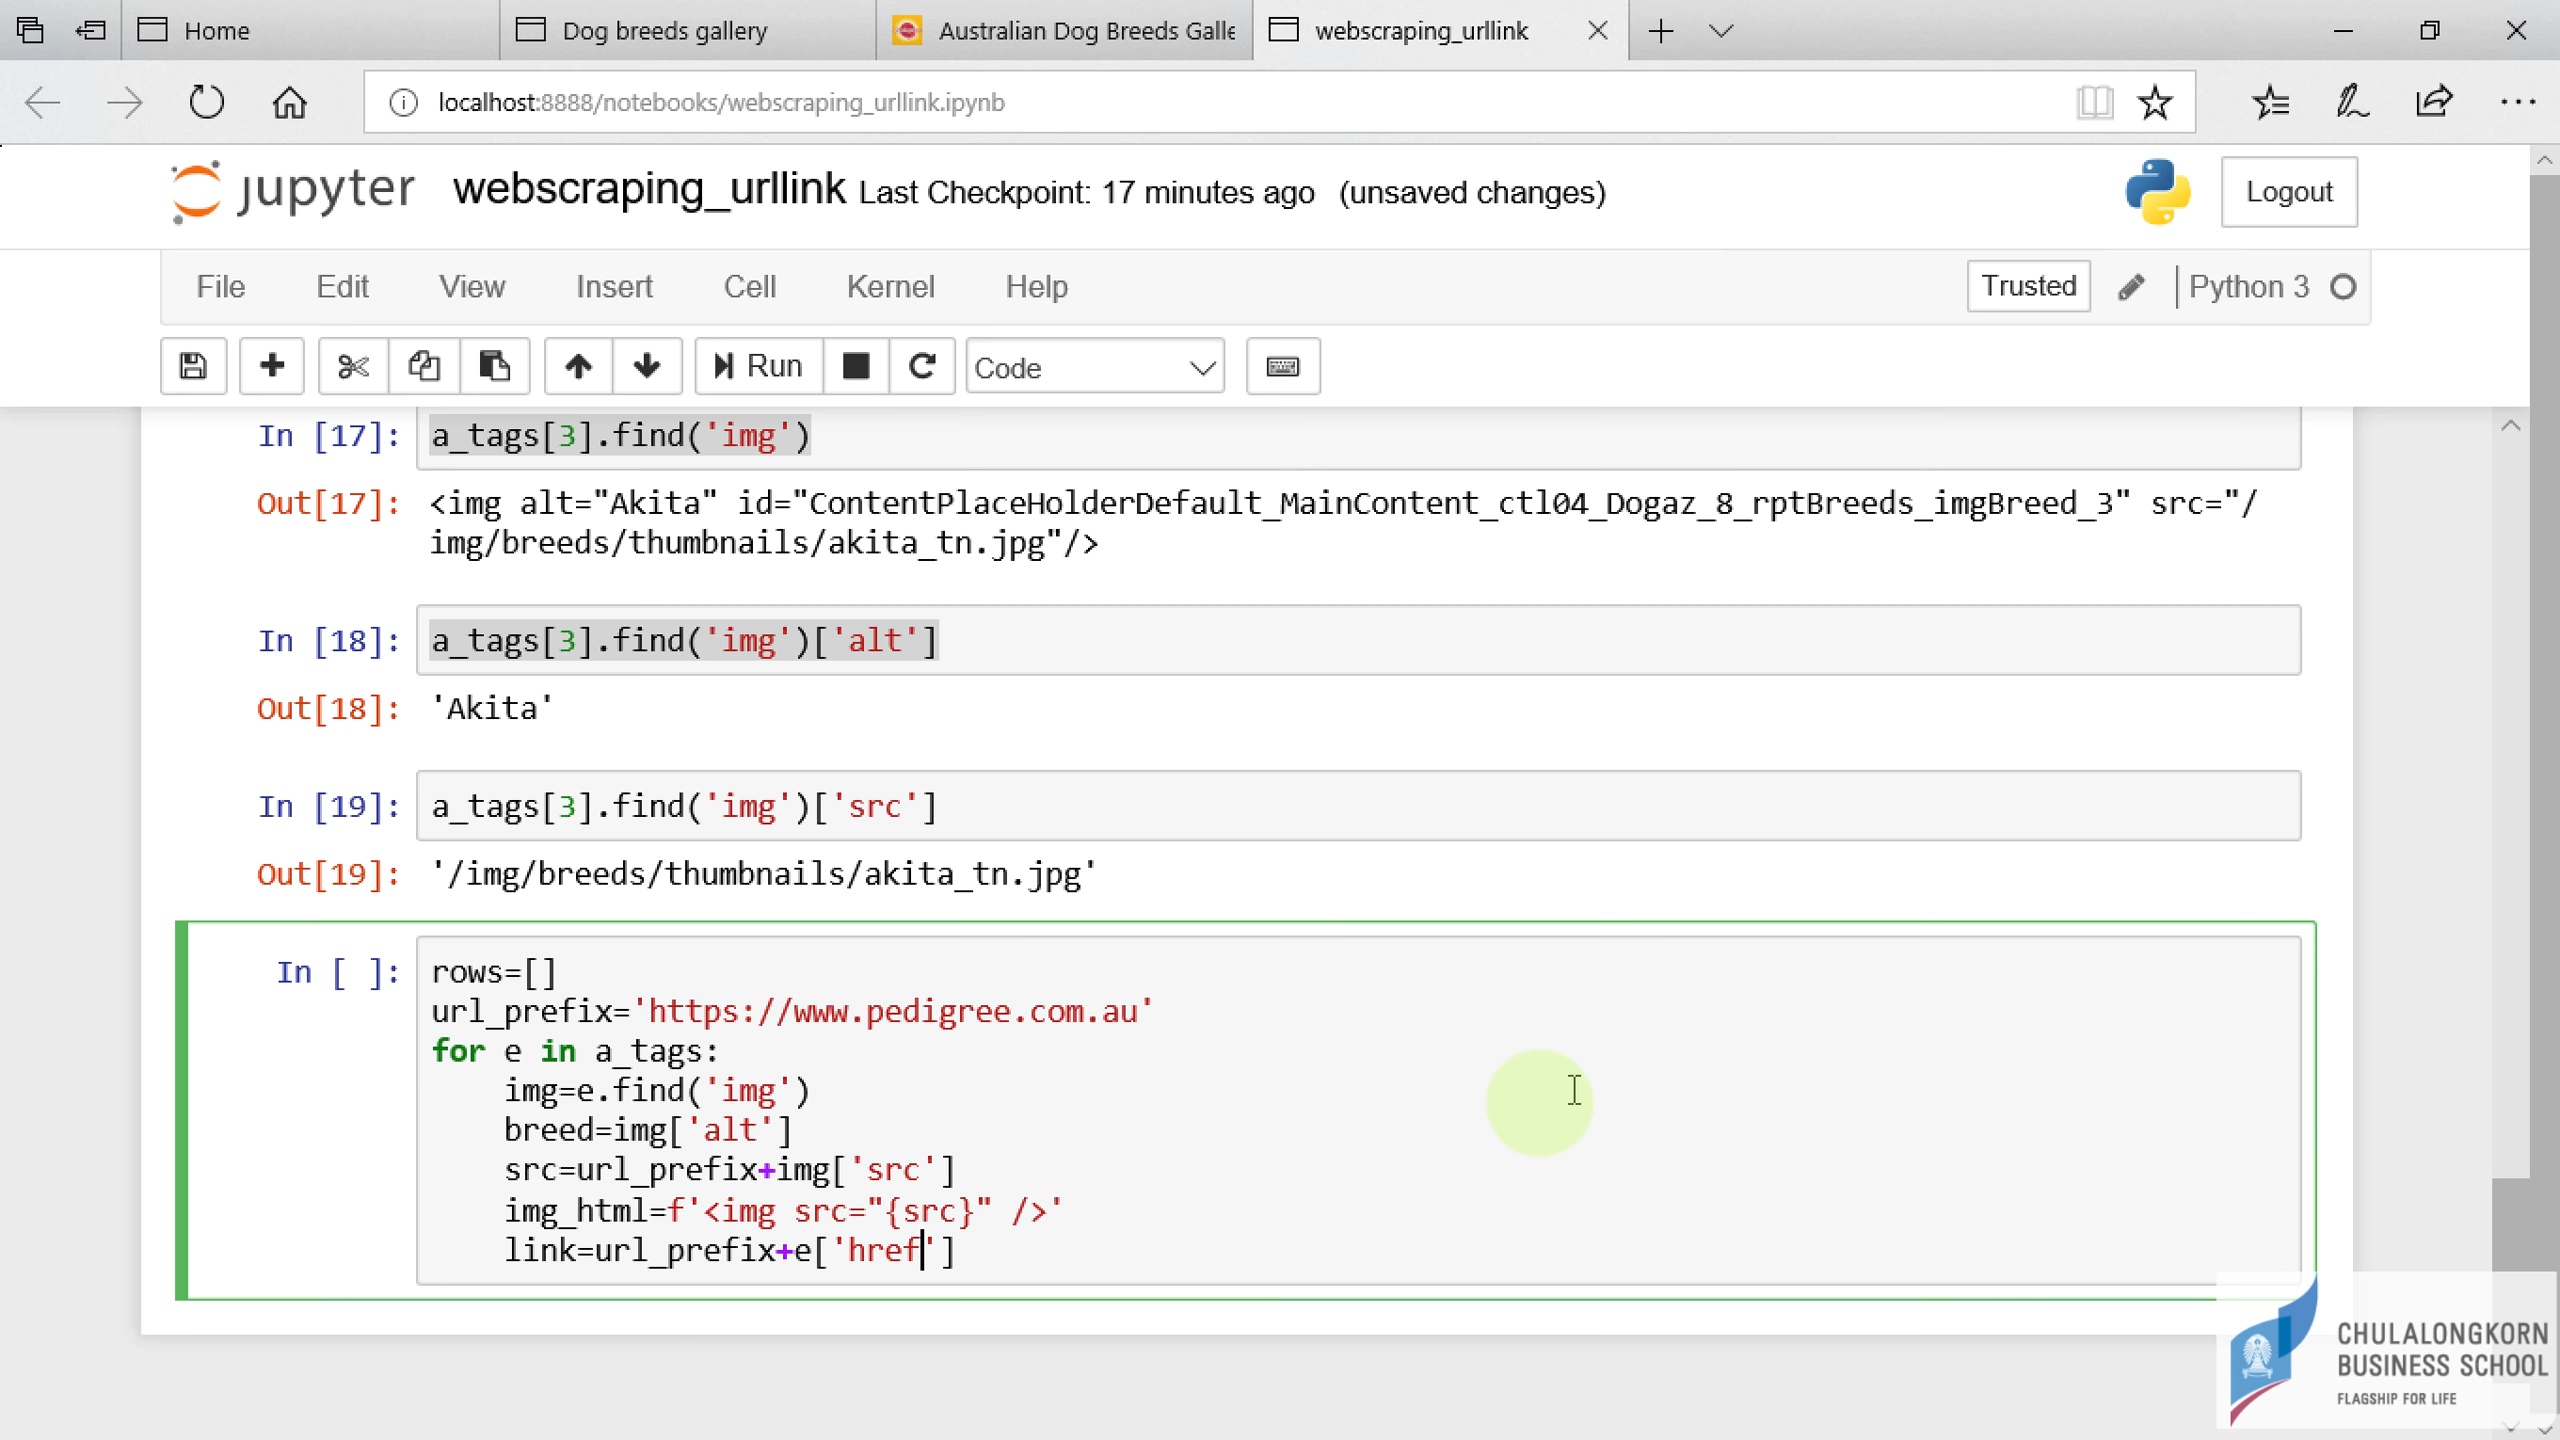 Home
Dog breeds gallery
Australian Dog Breeds Galle
webscraping_urllink
localhost:8888/notebooks/webscraping_urllink.ipynb
jupyter webscraping_urllink Last Checkpoint: 17 minutes ago (unsaved changes)
Logout
File Edit View Insert Cell Kernel Help
Trusted
Python 3
Run
Code
In [17]: a_tags[3].find('img')
Out[17]: <img alt="Akita" id="ContentPlaceHolderDefault_MainContent_ctl04_Dogaz_8_rptBreeds_imgBreed_3" src="/
img/breeds/thumbnails/akita_tn.jpg"/>
In [18]: a_tags[3].find('img')['alt']
Out[18]: 'Akita'
In [19]: a_tags[3].find('img')['src']
Out[19]: '/img/breeds/thumbnails/akita_tn.jpg'
In [ ]: rows=[]
url_prefix='https://www.pedigree.com.au'
for e in a_tags:
    img=e.find('img')
    breed=img['alt']
    src=url_prefix+img['src']
    img_html=f'<img src="{src}" />'
    link=url_prefix+e['href']
CHULALONGKORN
BUSINESS SCHOOL
FLAGSHIP FOR LIFE